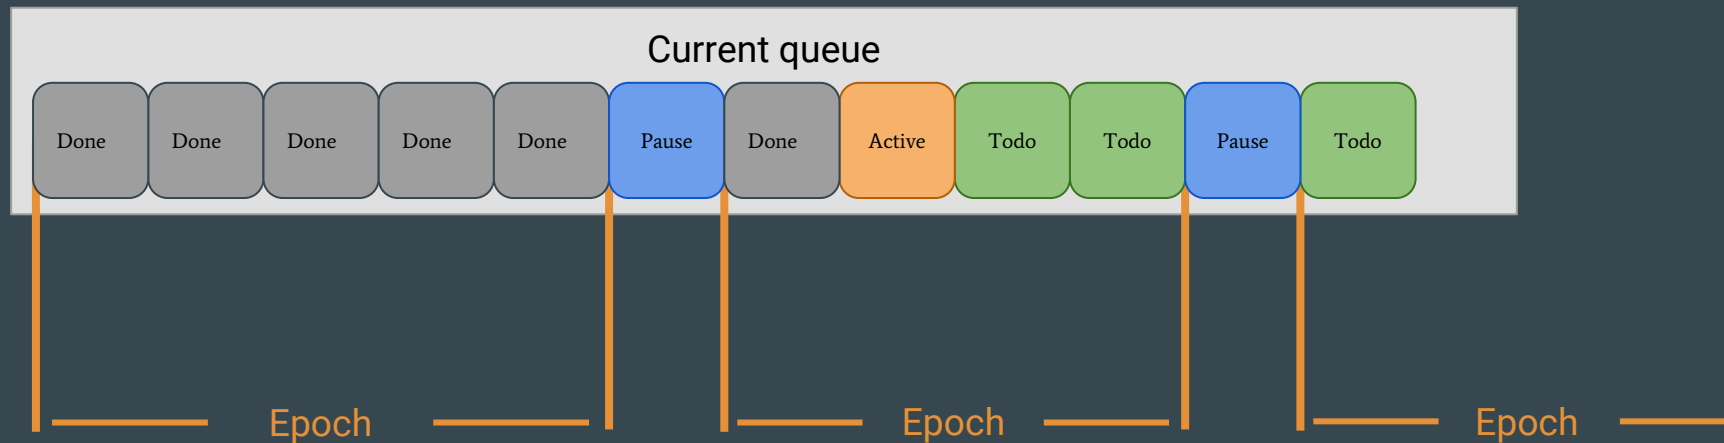 Current queue
Done Done Done Done Done Pause Done Active Todo Todo Pause Todo
Epoch Epoch Epoch